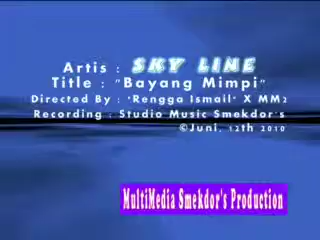 Artis : SKY LINE
Title : "Bayang Mimpi"
Directed By : "Rengga Ismail" X MM2
Recording : Studio Music Smekdor's
©Juni, 12th 2010
MultiMedia Smekdor's Production